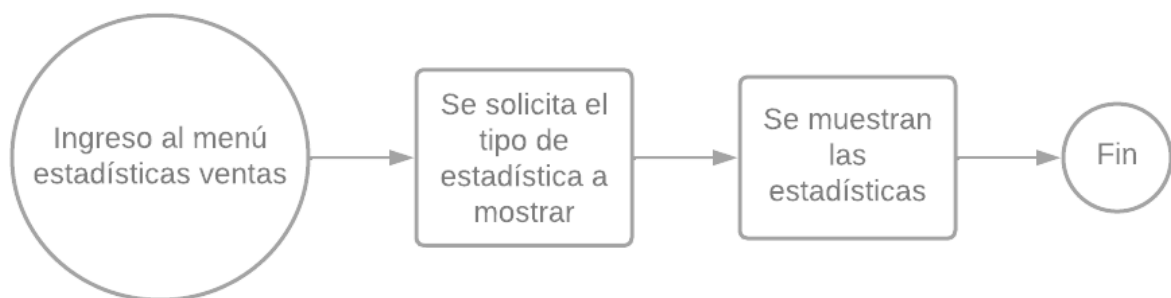 Ingreso al menú
estadísticas ventas
Se solicita el
tipo de
estadística a
mostrar
Se muestran
las
estadísticas
Fin